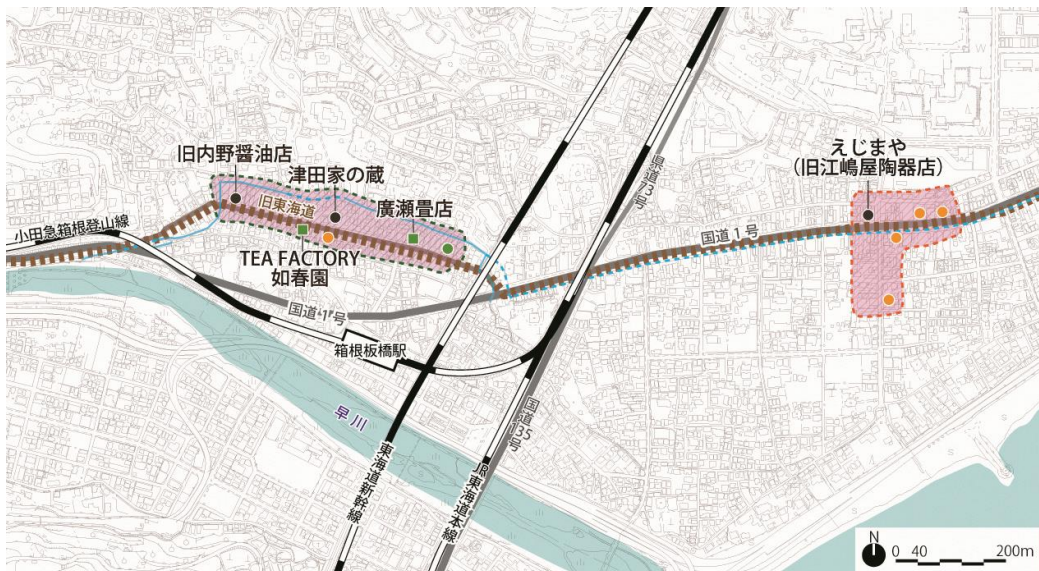 旧内野醤油店
津田家の蔵
旧東海道
廣瀬畳店
小田急箱根登山線
TEA FACTORY
如春園
国道1号
箱根板橋駅
早川
東海道新幹線
JR東海道本線
国道135号
県道73号
国道1号
えじまや
(旧江嶋屋陶器店)
N
0 40 200m